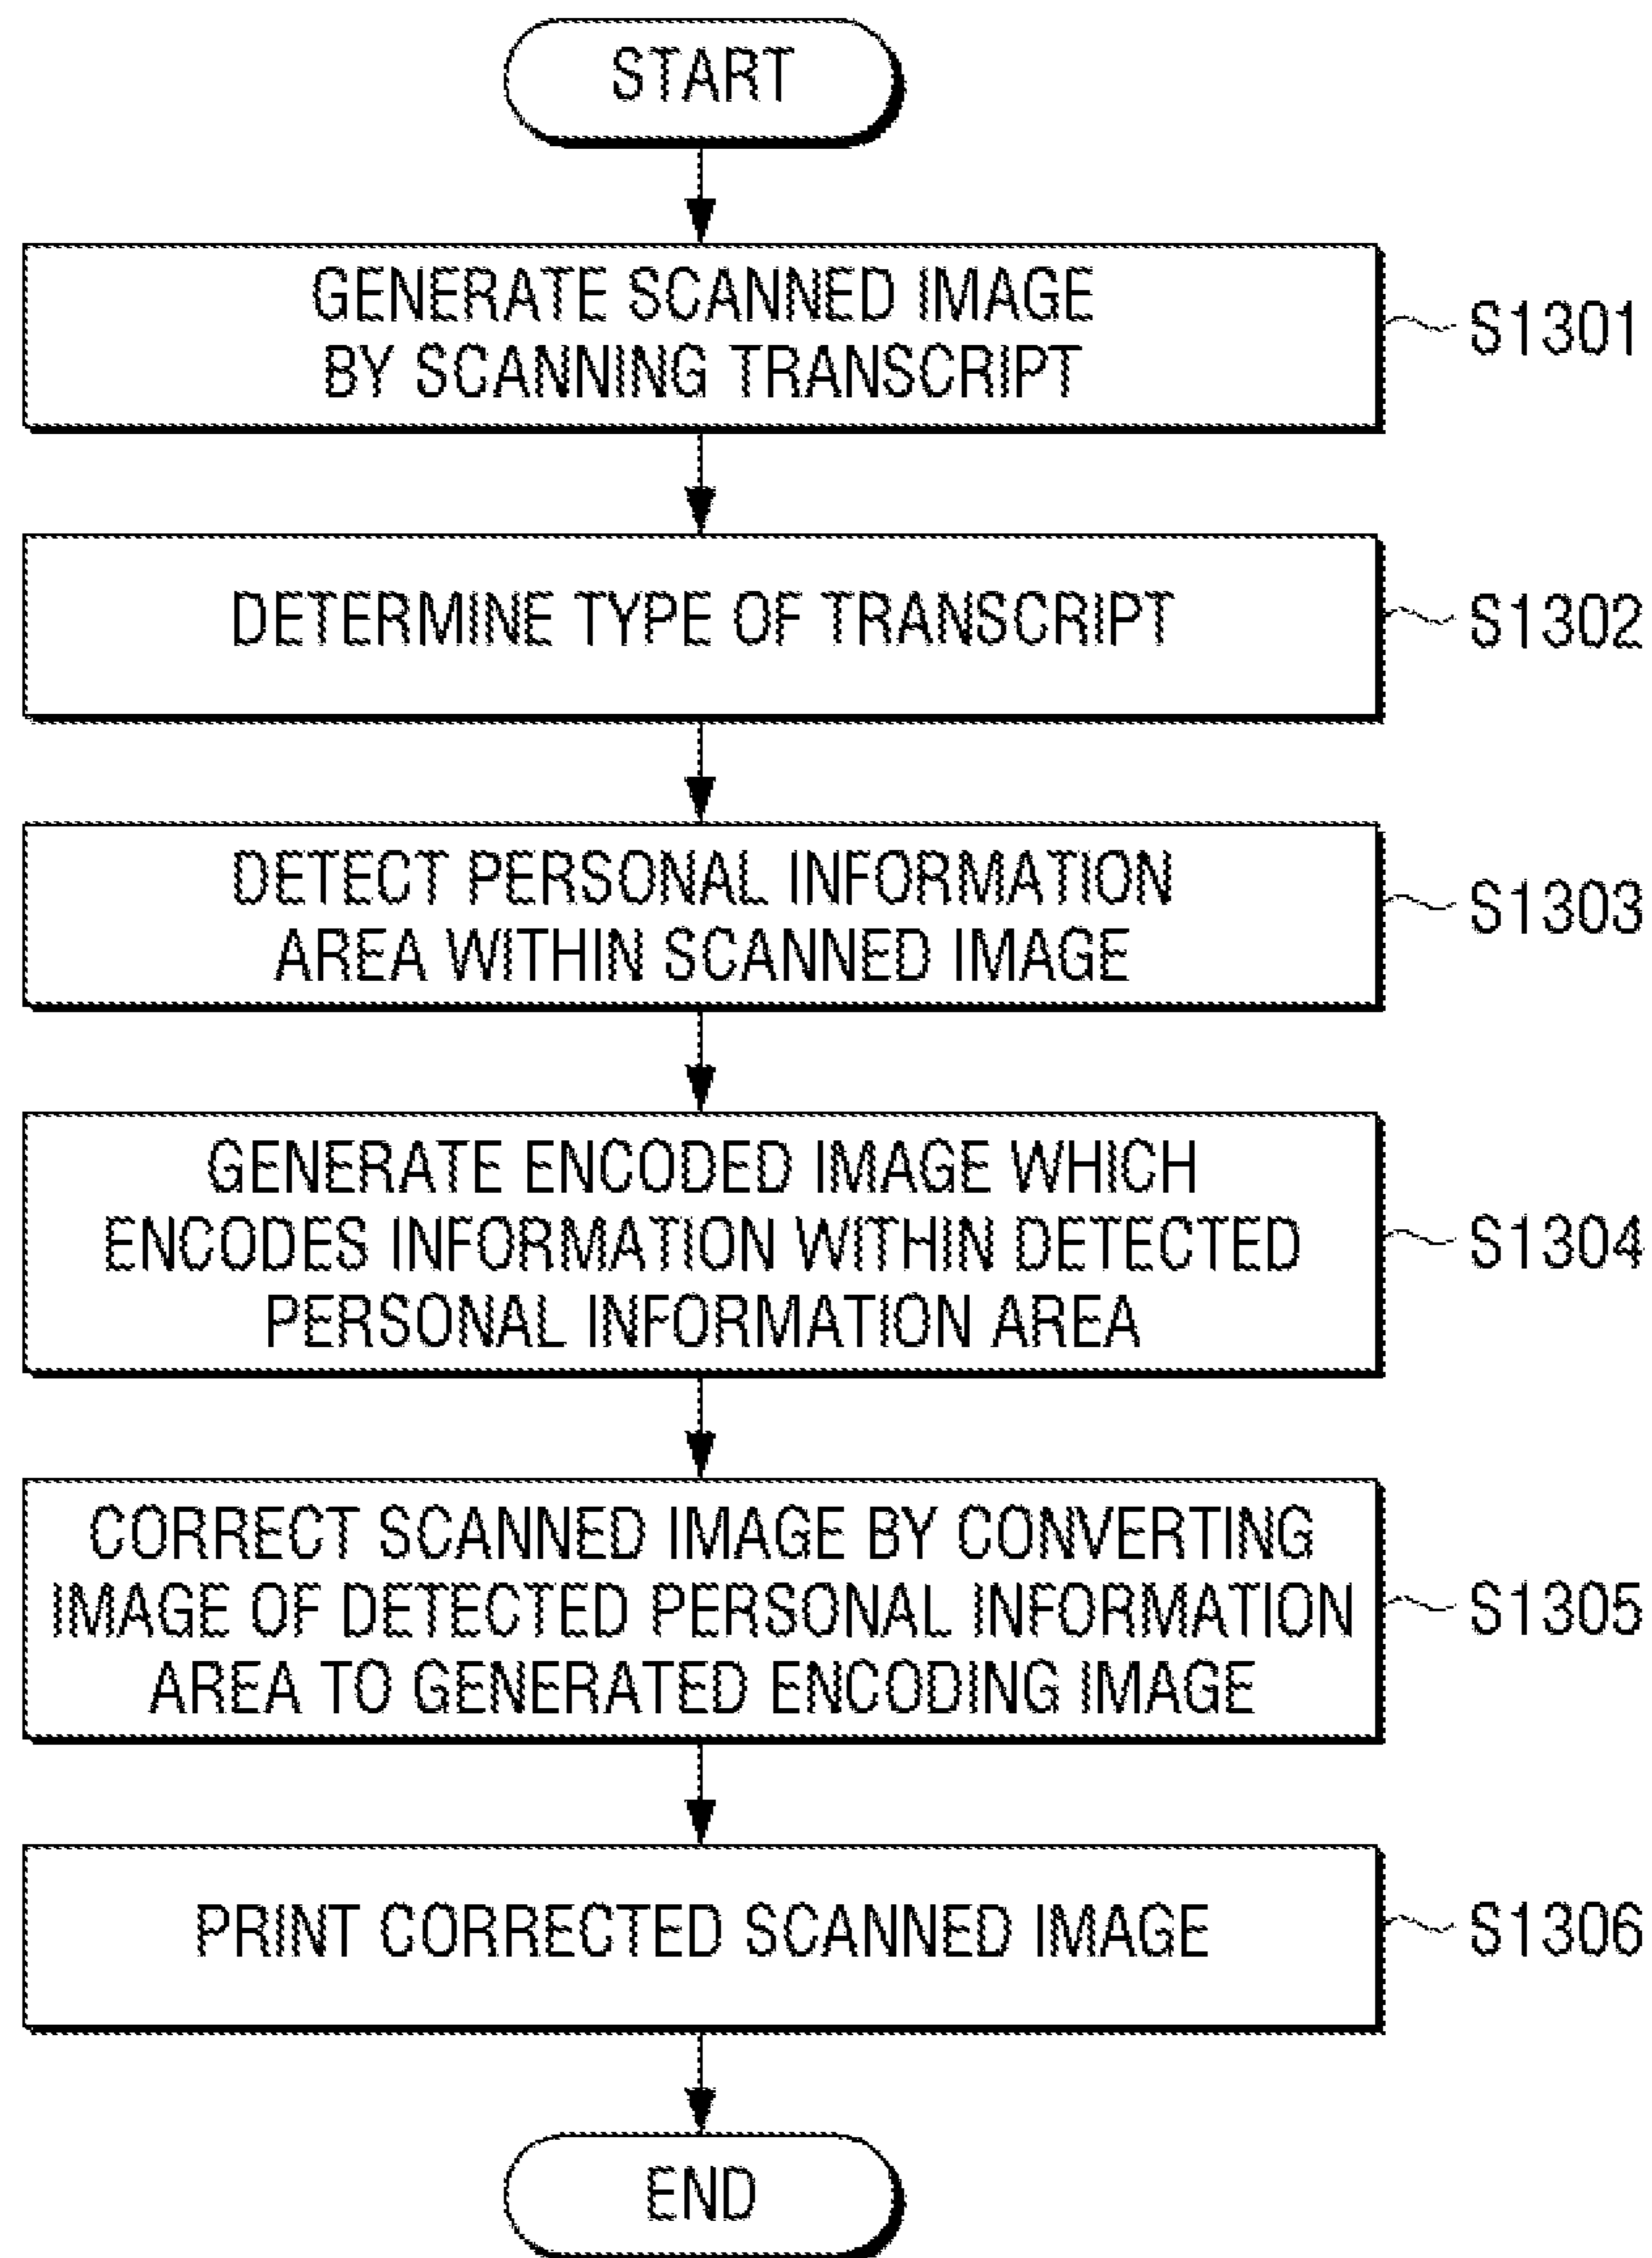 START
GENERATE SCANNED IMAGE
BY SCANNING TRANSCRIPT
S1301
DETERMINE TYPE OF TRANSCRIPT
S1302
DETECT PERSONAL INFORMATION
AREA WITHIN SCANNED IMAGE
S1303
GENERATE ENCODED IMAGE WHICH
ENCODES INFORMATION WITHIN DETECTED
PERSONAL INFORMATION AREA
S1304
CORRECT SCANNED IMAGE BY CONVERTING
IMAGE OF DETECTED PERSONAL INFORMATION
AREA TO GENERATED ENCODING IMAGE
S1305
PRINT CORRECTED SCANNED IMAGE
S1306
END